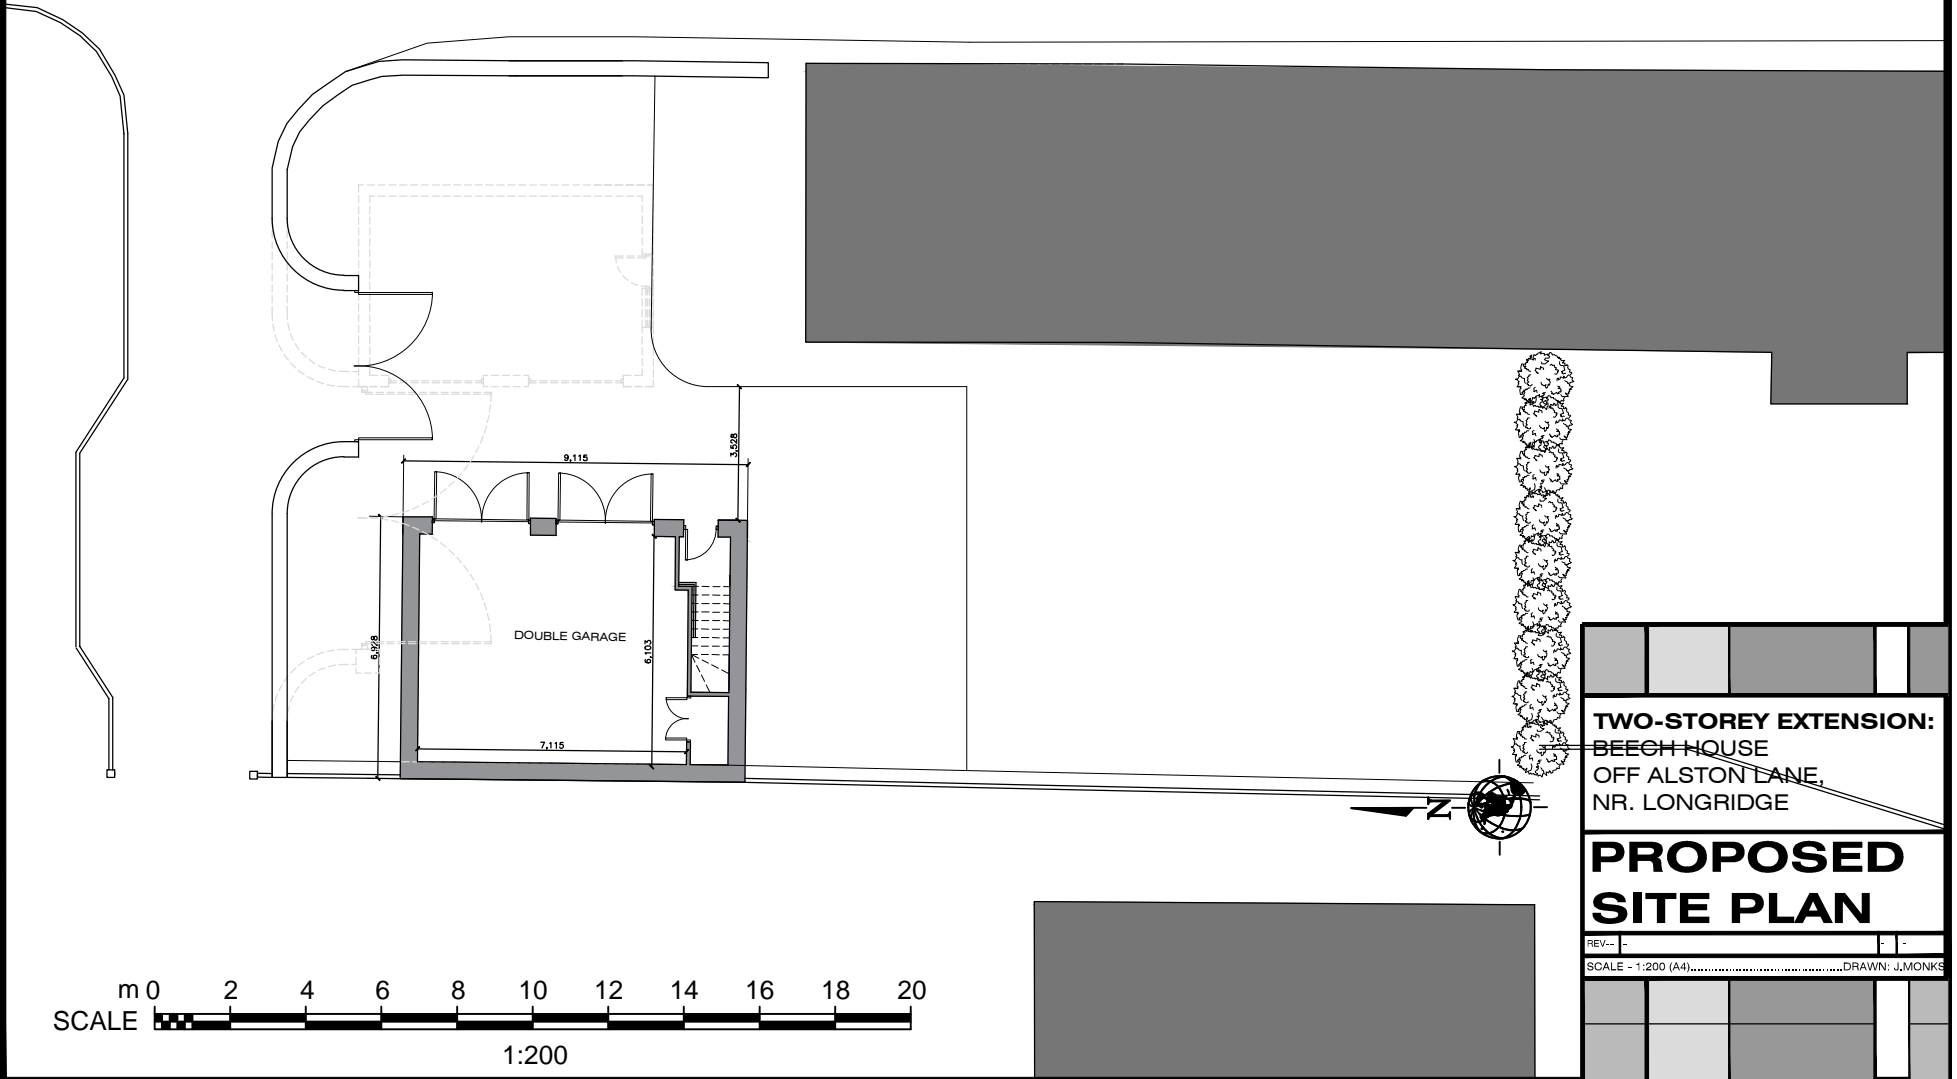 9,115
3,528
6,928
DOUBLE GARAGE
6,103
7,115
N
TWO-STOREY EXTENSION:
BEECH HOUSE
OFF ALSTON LANE,
NR. LONGRIDGE
PROPOSED
SITE PLAN
REV-- - - -
SCALE - 1:200 (A4)..............................................DRAWN: J.MONKS
m 0 2 4 6 8 10 12 14 16 18 20
SCALE
1:200